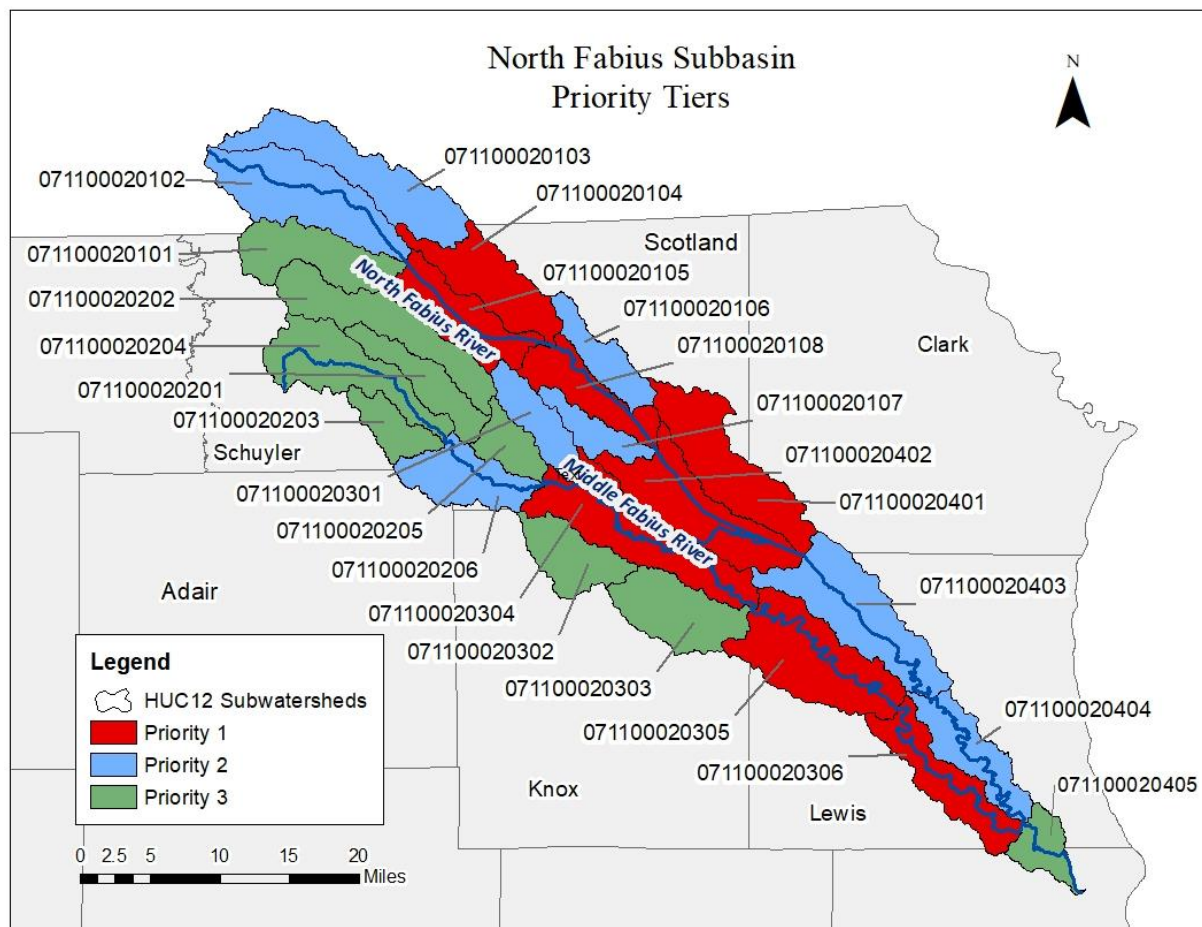 North Fabius Subbasin
Priority Tiers
N
071100020103
071100020102
071100020104
Scotland
071100020101
071100020105
North Fabius River
071100020202
071100020106
071100020204
071100020108
Clark
071100020201
071100020107
071100020203
Schuyler
071100020402
Middle Fabius River
071100020301
071100020401
071100020205
071100020206
071100020403
Adair
071100020304
071100020302
071100020303
071100020404
071100020305
071100020306
071100020405
Knox
Lewis
Legend
HUC12 Subwatersheds
Priority 1
Priority 2
Priority 3
0 2.5 5 10 15 20
Miles